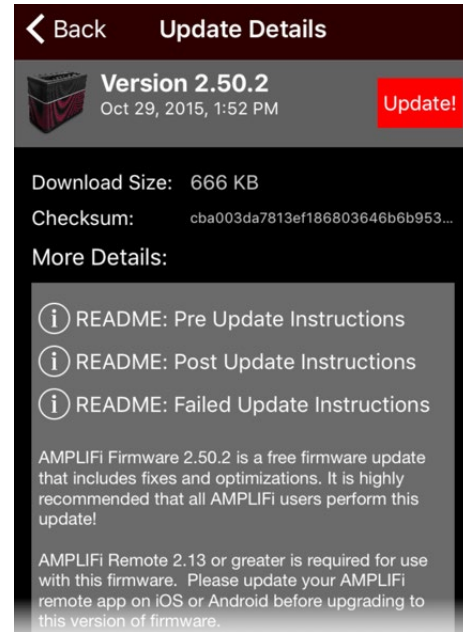 Back Update Details
Version 2.50.2
Oct 29, 2015, 1:52 PM
Update!
Download Size: 666 KB
Checksum: cba003da7813ef186803646b6b953...
More Details:
README: Pre Update Instructions
README: Post Update Instructions
README: Failed Update Instructions
AMPLIFi Firmware 2.50.2 is a free firmware update
that includes fixes and optimizations. It is highly
recommended that all AMPLIFi users perform this
update!
AMPLIFi Remote 2.13 or greater is required for use
with this firmware. Please update your AMPLIFi
remote app on iOS or Android before upgrading to
this version of firmware.